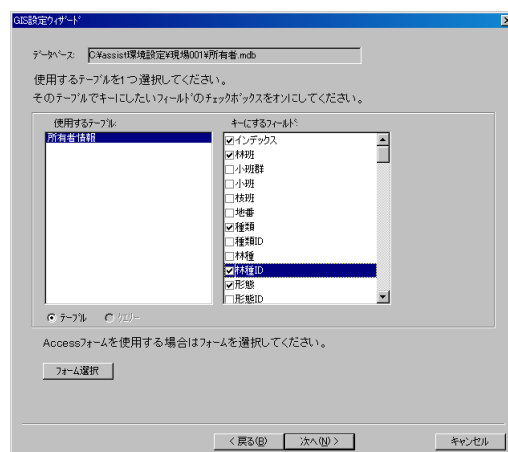 GIS設定ウィザード
データベース: C:¥assist環境設定¥現場001¥所有者.mdb
使用するテーブルを1つ選択してください。
そのテーブルでキーにしたいフィールドのチェックボックスをオンにしてください。
使用するテーブル:
所有者情報
キーにするフィールド:
インデックス
林班
小班群
小班
枝班
地番
種類
種類ID
林種
林種ID
形態
形態ID
テーブル クエリー
Accessフォームを使用する場合はフォームを選択してください。
フォーム選択
< 戻る(B) 次へ(N) > キャンセル